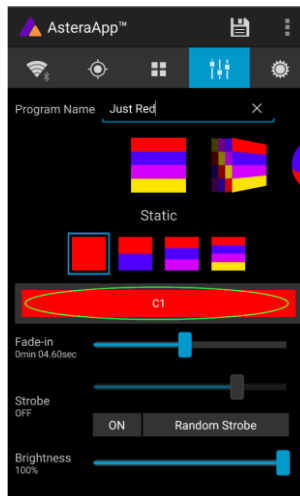 AsteraApp™
Program Name Just Red
Static
C1
Fade-in
0min 04.60sec
Strobe
OFF
ON Random Strobe
Brightness
100%